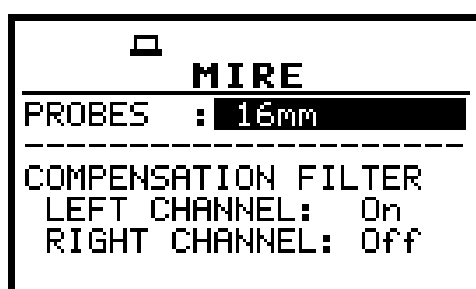 MIRE
PROBES : 16mm
COMPENSATION FILTER
LEFT CHANNEL: On
RIGHT CHANNEL: Off